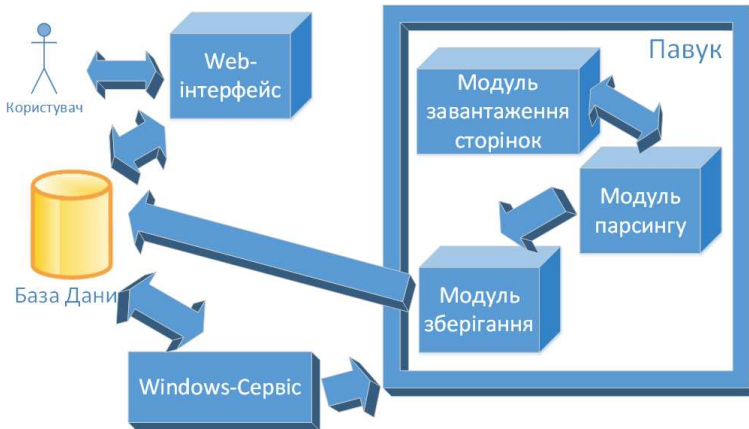 Користувач
Web-
інтерфейс
Павук
Модуль
завантаження
сторінок
Модуль
парсингу
Модуль
зберігання
База Дани
Windows-Сервіс